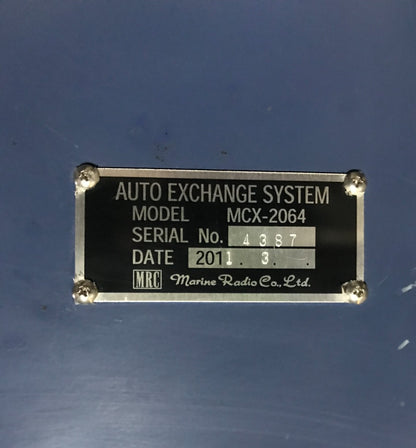 AUTO EXCHANGE SYSTEM
MODEL MCX-2064
SERIAL No. 4387
DATE 2011. 3. .
MRC Marine Radio Co., Ltd.